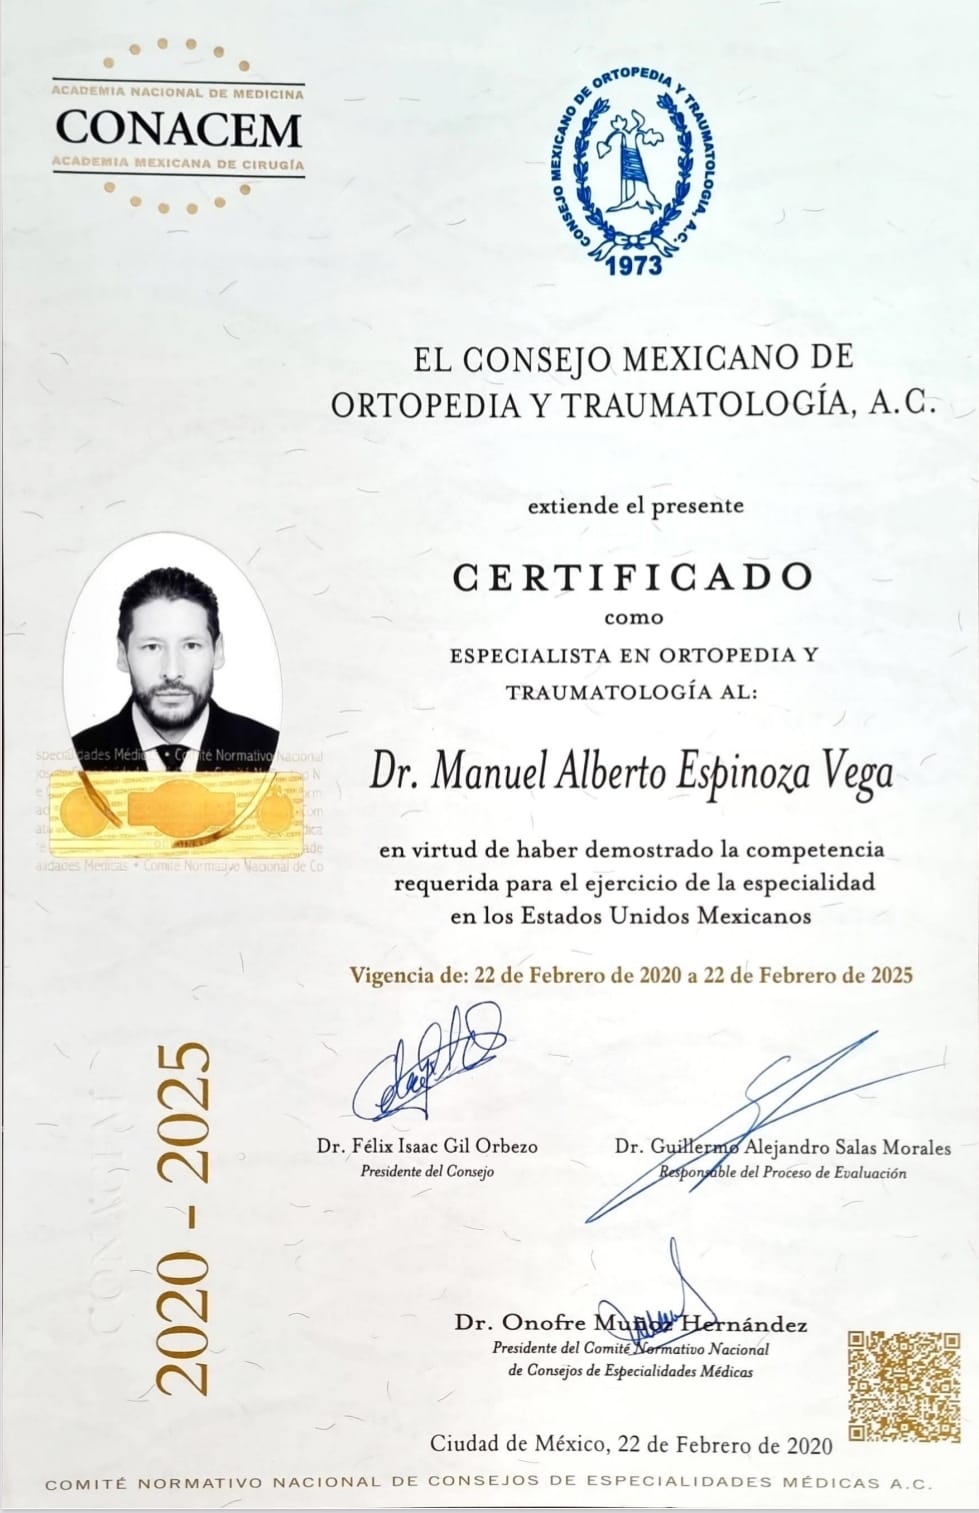 ACADEMIA NACIONAL DE MEDICINA
CONACEM
ACADEMIA MEXICANA DE CIRUGÍA
CONSEJO MEXICANO DE ORTOPEDIA Y TRAUMATOLOGIA, A.C.
1973
EL CONSEJO MEXICANO DE
ORTOPEDIA Y TRAUMATOLOGÍA, A.C.
extiende el presente
CERTIFICADO
como
ESPECIALISTA EN ORTOPEDIA Y
TRAUMATOLOGÍA AL:
Dr. Manuel Alberto Espinoza Vega
en virtud de haber demostrado la competencia
requerida para el ejercicio de la especialidad
en los Estados Unidos Mexicanos
Vigencia de: 22 de Febrero de 2020 a 22 de Febrero de 2025
2020 - 2025
Dr. Félix Isaac Gil Orbezo
Presidente del Consejo
Dr. Guillermo Alejandro Salas Morales
Responsable del Proceso de Evaluación
Dr. Onofre Muñoz Hernández
Presidente del Comité Normativo Nacional
de Consejos de Especialidades Médicas
Ciudad de México, 22 de Febrero de 2020
COMITÉ NORMATIVO NACIONAL DE CONSEJOS DE ESPECIALIDADES MÉDICAS A.C.